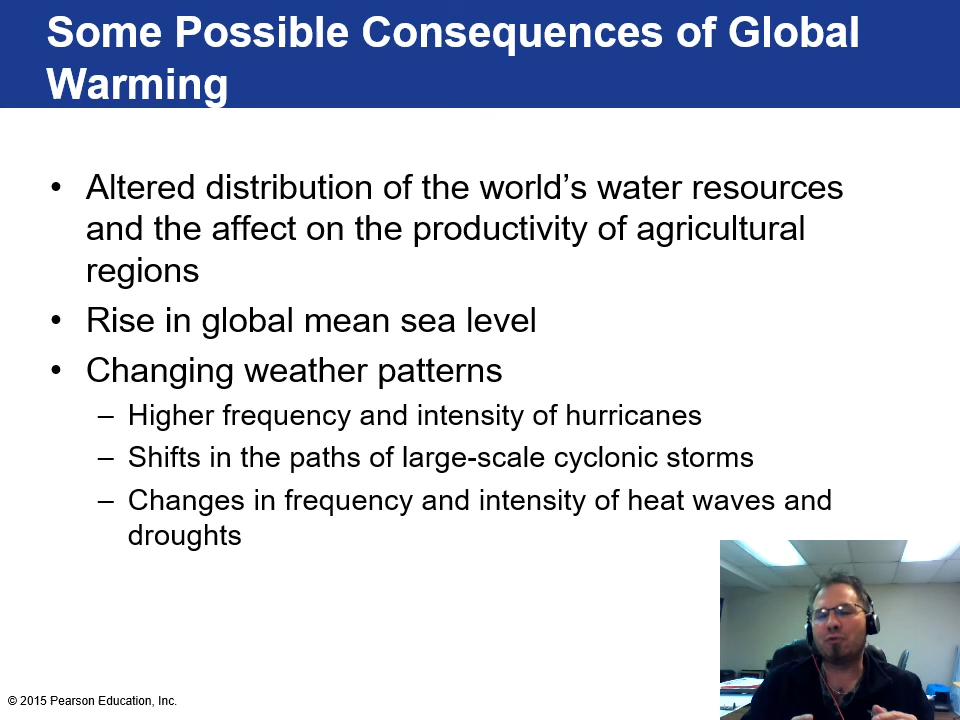 Some Possible Consequences of Global
Warming
• Altered distribution of the world’s water resources
and the affect on the productivity of agricultural
regions
• Rise in global mean sea level
• Changing weather patterns
– Higher frequency and intensity of hurricanes
– Shifts in the paths of large-scale cyclonic storms
– Changes in frequency and intensity of heat waves and
droughts
© 2015 Pearson Education, Inc.